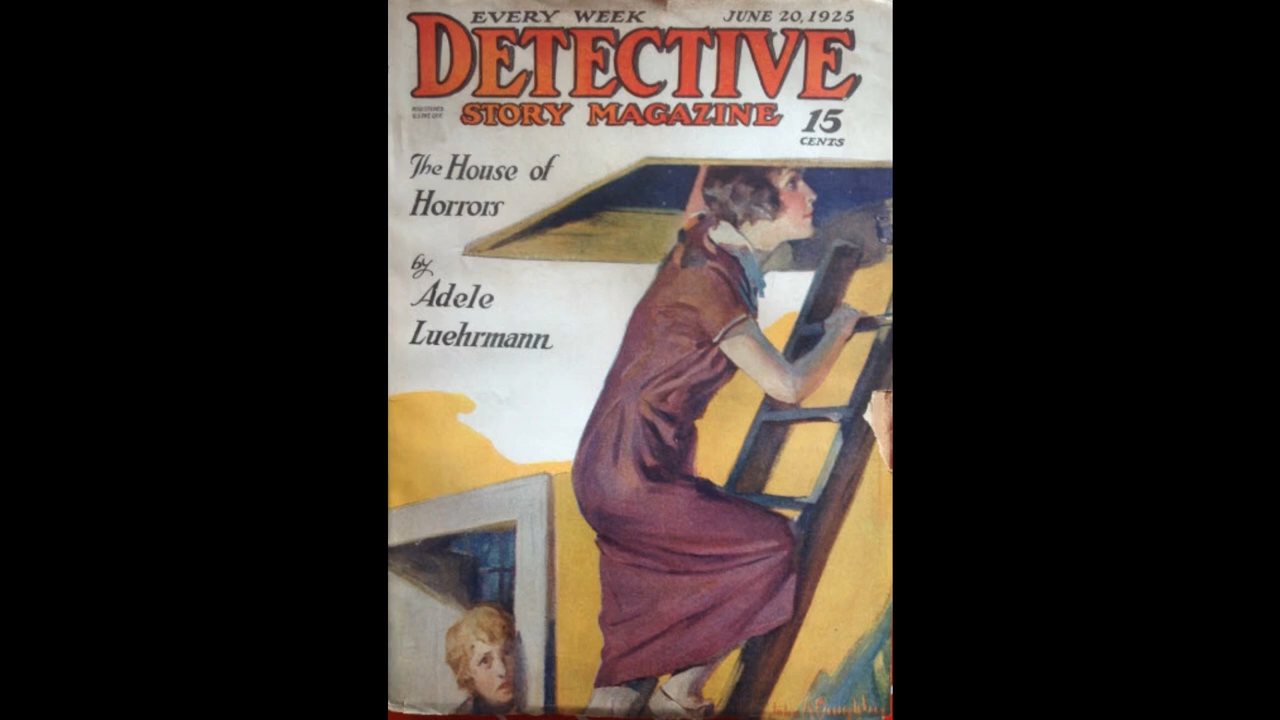 EVERY WEEK JUNE 20, 1925
DETECTIVE
STORY MAGAZINE
15
CENTS
The House of
Horrors
by
Adele
Luehrmann